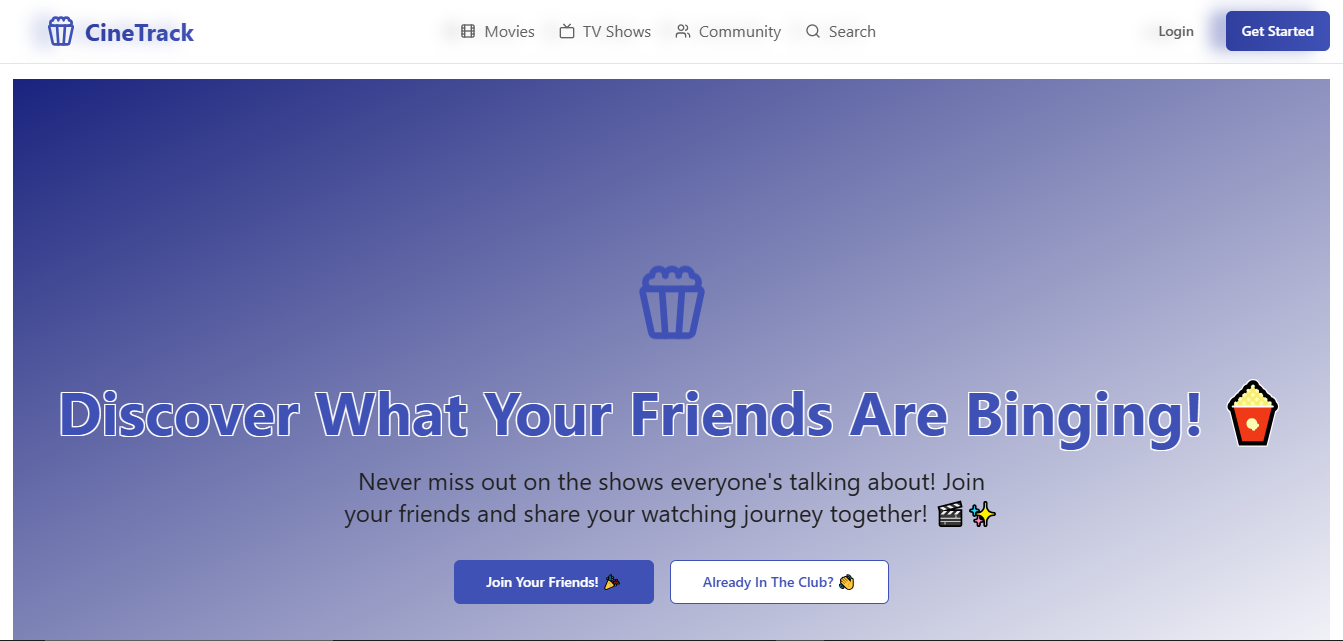 CineTrack
Movies
TV Shows
Community
Search
Login
Get Started
Discover What Your Friends Are Binging! 🍿
Never miss out on the shows everyone's talking about! Join
your friends and share your watching journey together! 🎬✨
Join Your Friends! 🎉
Already In The Club? 👏